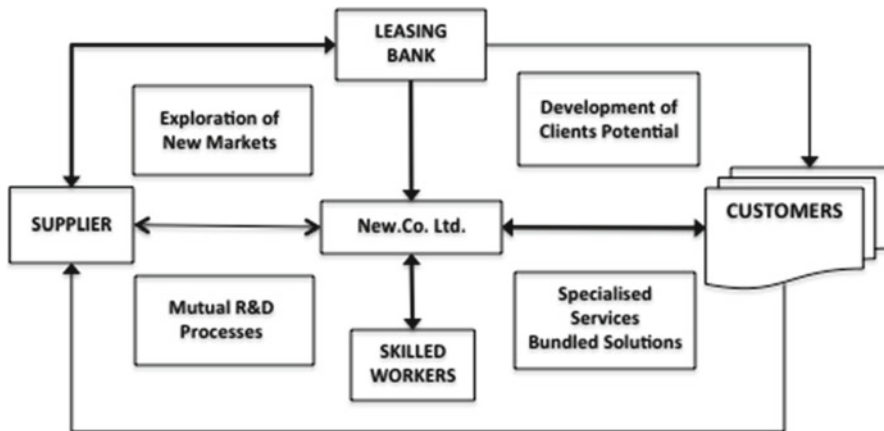 LEASING
BANK
Exploration of
New Markets
Development of
Clients Potential
SUPPLIER
New.Co. Ltd.
CUSTOMERS
Mutual R&D
Processes
SKILLED
WORKERS
Specialised
Services
Bundled Solutions